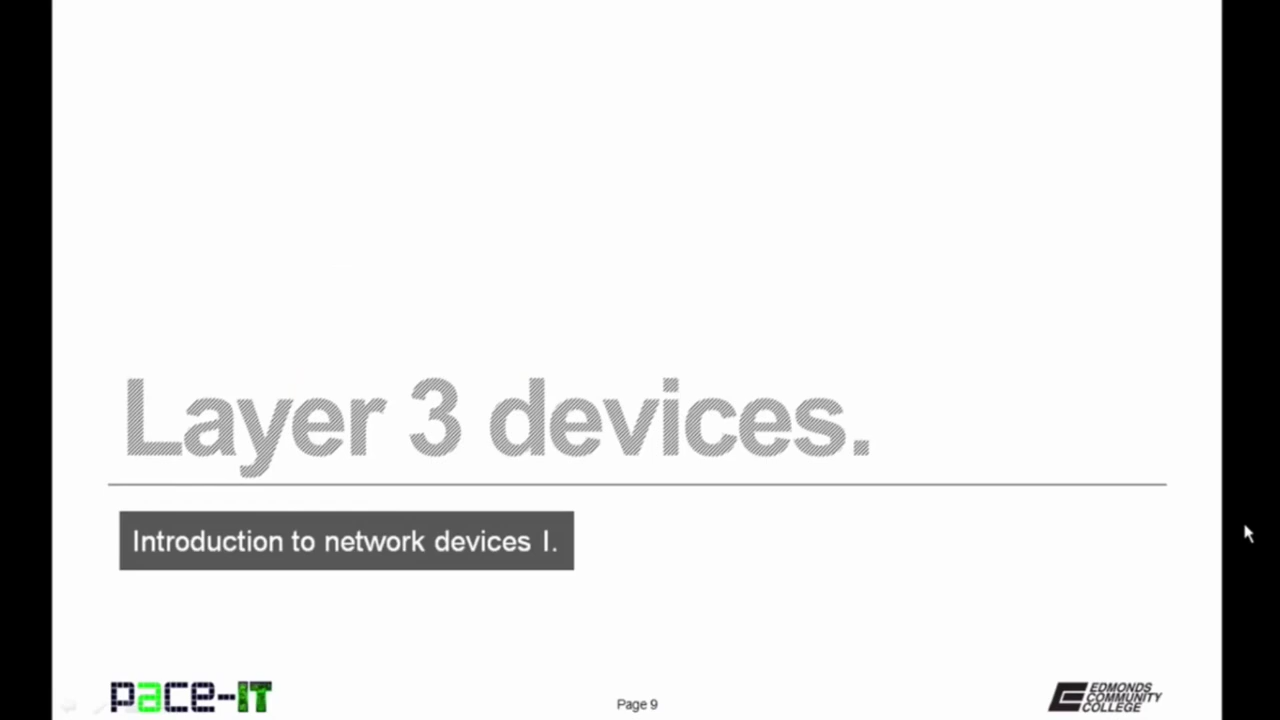 Layer 3 devices.
Introduction to network devices I.
pace-IT
Page 9
EDMONDS
COMMUNITY
COLLEGE